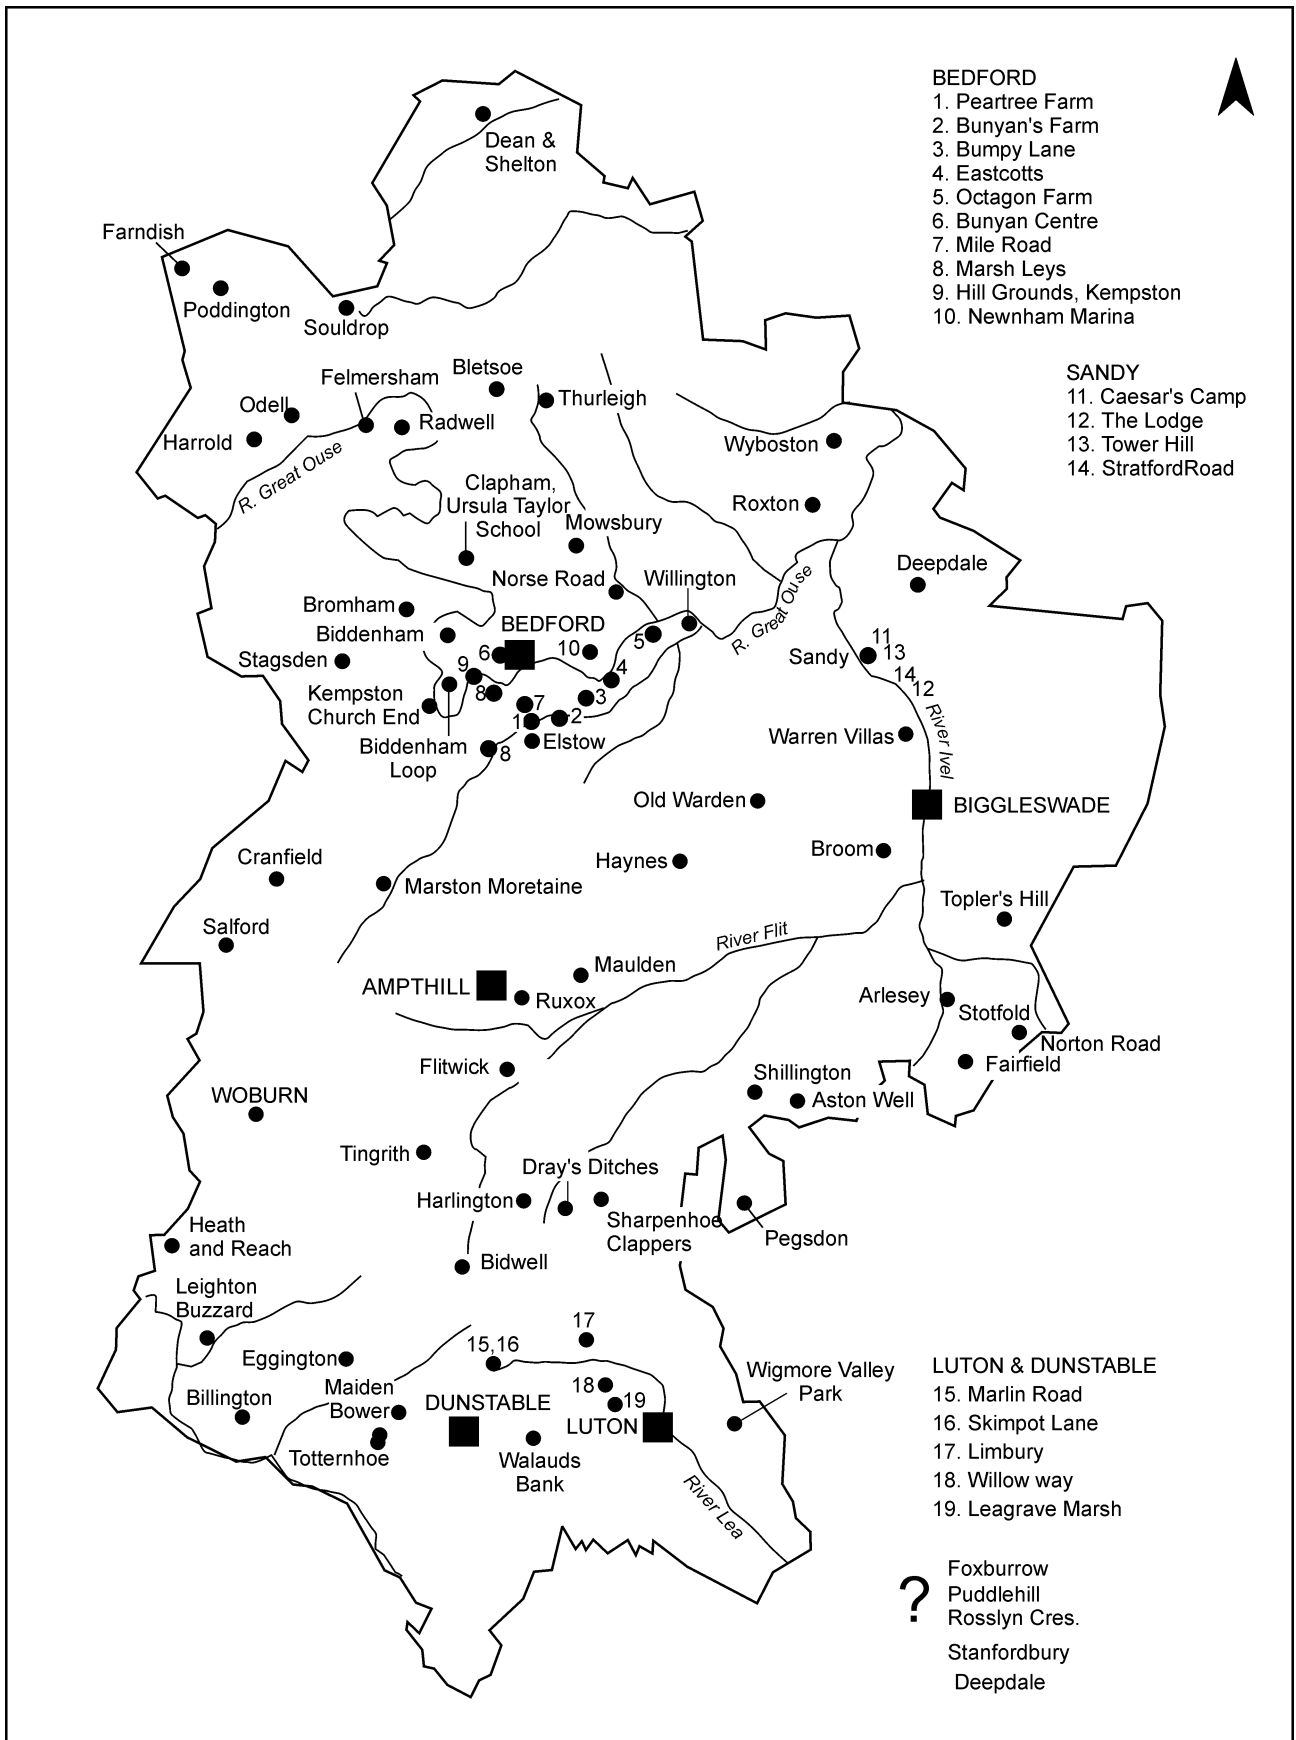 BEDFORD
1. Peartree Farm
2. Bunyan's Farm
3. Bumpy Lane
4. Eastcotts
5. Octagon Farm
6. Bunyan Centre
7. Mile Road
8. Marsh Leys
9. Hill Grounds, Kempston
10. Newnham Marina
SANDY
11. Caesar's Camp
12. The Lodge
13. Tower Hill
14. StratfordRoad
Dean &
Shelton
Farndish
Poddington
Souldrop
Bletsoe
Felmersham
Thurleigh
Odell
Radwell
Harrold
Wyboston
R. Great Ouse
Clapham,
Ursula Taylor
School
Roxton
Mowsbury
Deepdale
Norse Road
Willington
Bromham
R. Great Ouse
BEDFORD
Biddenham
5
11
13
Stagsden
6
10
Sandy
9
4
14
12
Kempston
Church End
8
7
3
1
2
River Ivel
Biddenham
Loop
8
Elstow
Warren Villas
Old Warden
BIGGLESWADE
Broom
Cranfield
Haynes
Marston Moretaine
Topler's Hill
Salford
River Flit
Maulden
AMPTHILL
Ruxox
Arlesey
Stotfold
Norton Road
Fairfield
Flitwick
Shillington
Aston Well
WOBURN
Tingrith
Dray's Ditches
Harlington
Sharpenhoe
Clappers
Pegsdon
Heath
and Reach
Bidwell
Leighton
Buzzard
17
15,16
Eggington
Wigmore Valley
Park
Maiden
Bower
18
19
Billington
DUNSTABLE
LUTON
Totternhoe
Walauds
Bank
River Lea
LUTON & DUNSTABLE
15. Marlin Road
16. Skimpot Lane
17. Limbury
18. Willow way
19. Leagrave Marsh
?
Foxburrow
Puddlehill
Rosslyn Cres.
Stanfordbury
Deepdale